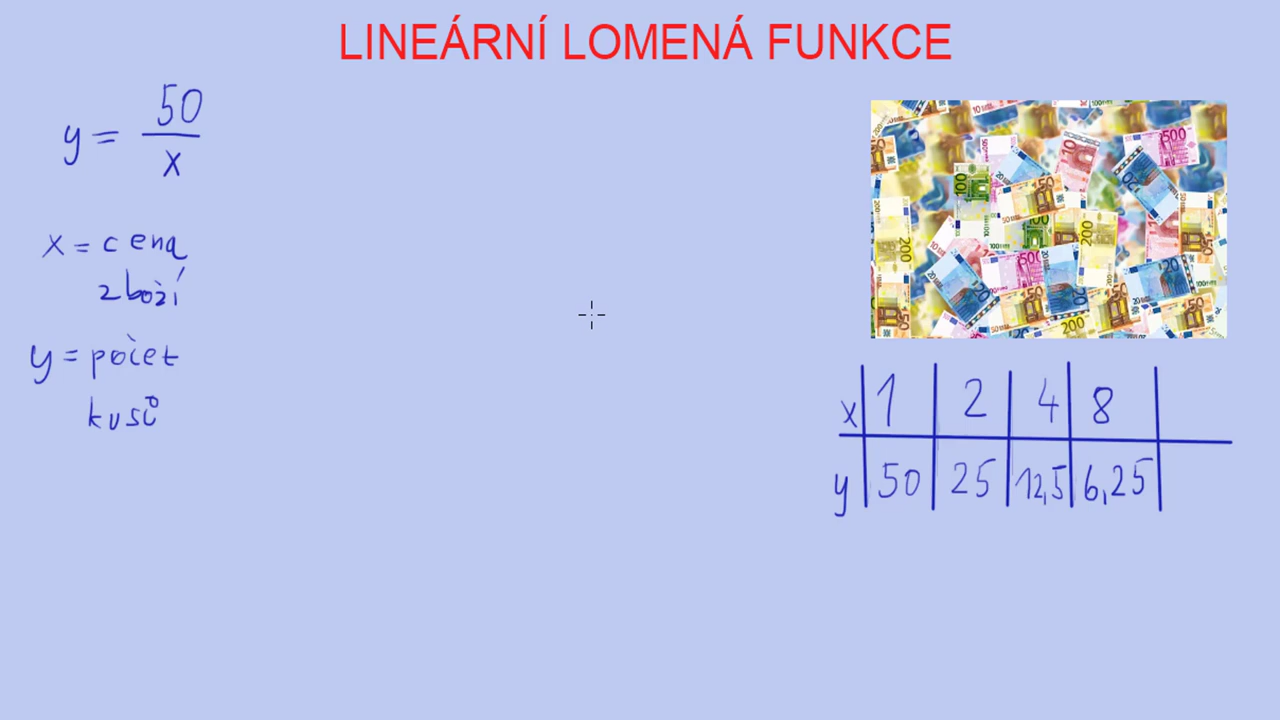 LINEÁRNÍ LOMENÁ FUNKCE
y = 50/x
x = cena
zboží
y = počet
kusů
x 1 2 4 8
y 50 25 12,5 6,25